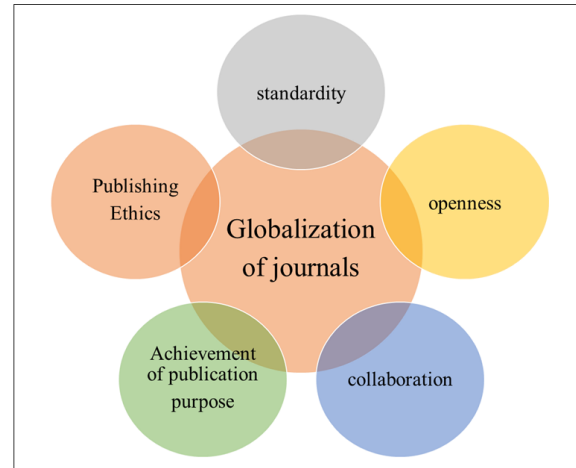 standardity
Publishing
Ethics
openness
Globalization
of journals
Achievement
of publication
purpose
collaboration